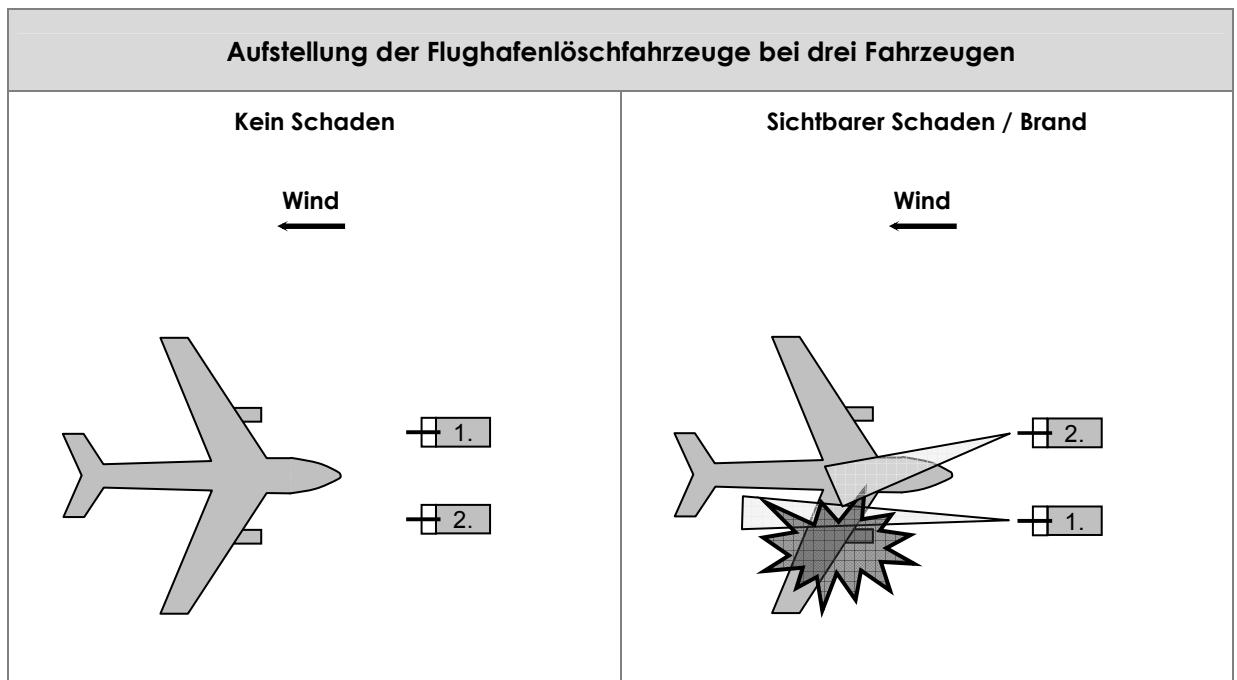 Aufstellung der Flughafenlöschfahrzeuge bei drei Fahrzeugen
Kein Schaden
Wind
1.
2.
Sichtbarer Schaden / Brand
Wind
2.
1.